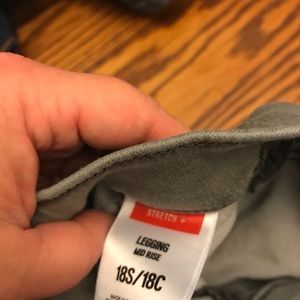 STRETCH +
LEGGING
MID RISE
18S/18C